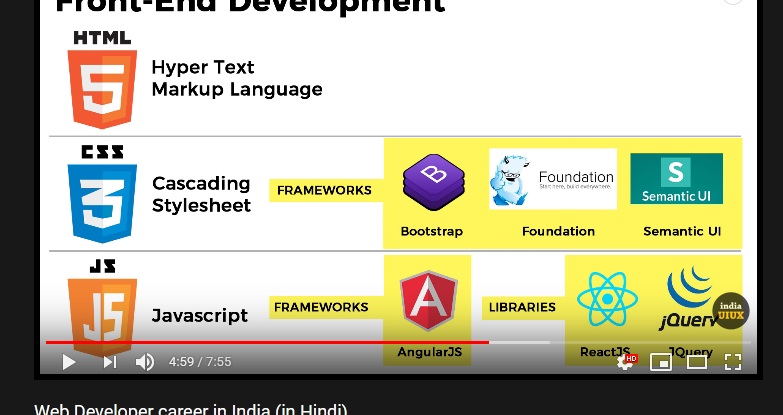 Front-End Development
HTML
5
Hyper Text
Markup Language
CSS
3
Cascading
Stylesheet
FRAMEWORKS
B
Bootstrap
Foundation
Start here, build everywhere.
Foundation
S
Semantic UI
Semantic UI
JS
JS
Javascript
FRAMEWORKS
A
AngularJS
LIBRARIES
ReactJS
jQuery
JQuery
india
UIUX
4:59 / 7:55
HD
Web Developer career in India (in Hindi)